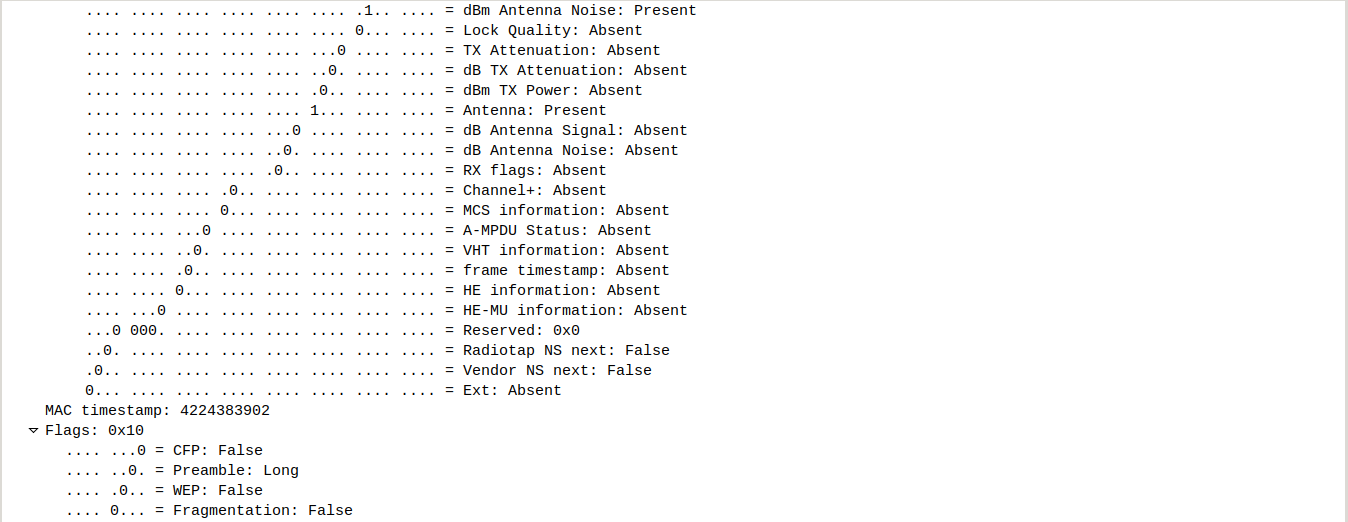 .... .... .... .... .... .... .1.. .... = dBm Antenna Noise: Present
.... .... .... .... .... .... 0... .... = Lock Quality: Absent
.... .... .... .... .... ...0 .... .... = TX Attenuation: Absent
.... .... .... .... .... ..0. .... .... = dB TX Attenuation: Absent
.... .... .... .... .... .0.. .... .... = dBm TX Power: Absent
.... .... .... .... .... 1... .... .... = Antenna: Present
.... .... .... .... ...0 .... .... .... = dB Antenna Signal: Absent
.... .... .... .... ..0. .... .... .... = dB Antenna Noise: Absent
.... .... .... .... .0.. .... .... .... = RX flags: Absent
.... .... .... .0.. .... .... .... .... = Channel+: Absent
.... .... .... 0... .... .... .... .... = MCS information: Absent
.... .... ...0 .... .... .... .... .... = A-MPDU Status: Absent
.... .... ..0. .... .... .... .... .... = VHT information: Absent
.... .... .0.. .... .... .... .... .... = frame timestamp: Absent
.... .... 0... .... .... .... .... .... = HE information: Absent
.... ...0 .... .... .... .... .... .... = HE-MU information: Absent
...0 000. .... .... .... .... .... .... = Reserved: 0x0
..0. .... .... .... .... .... .... .... = Radiotap NS next: False
.0.. .... .... .... .... .... .... .... = Vendor NS next: False
0... .... .... .... .... .... .... .... = Ext: Absent
MAC timestamp: 4224383902
Flags: 0x10
.... ...0 = CFP: False
.... ..0. = Preamble: Long
.... .0.. = WEP: False
.... 0... = Fragmentation: False